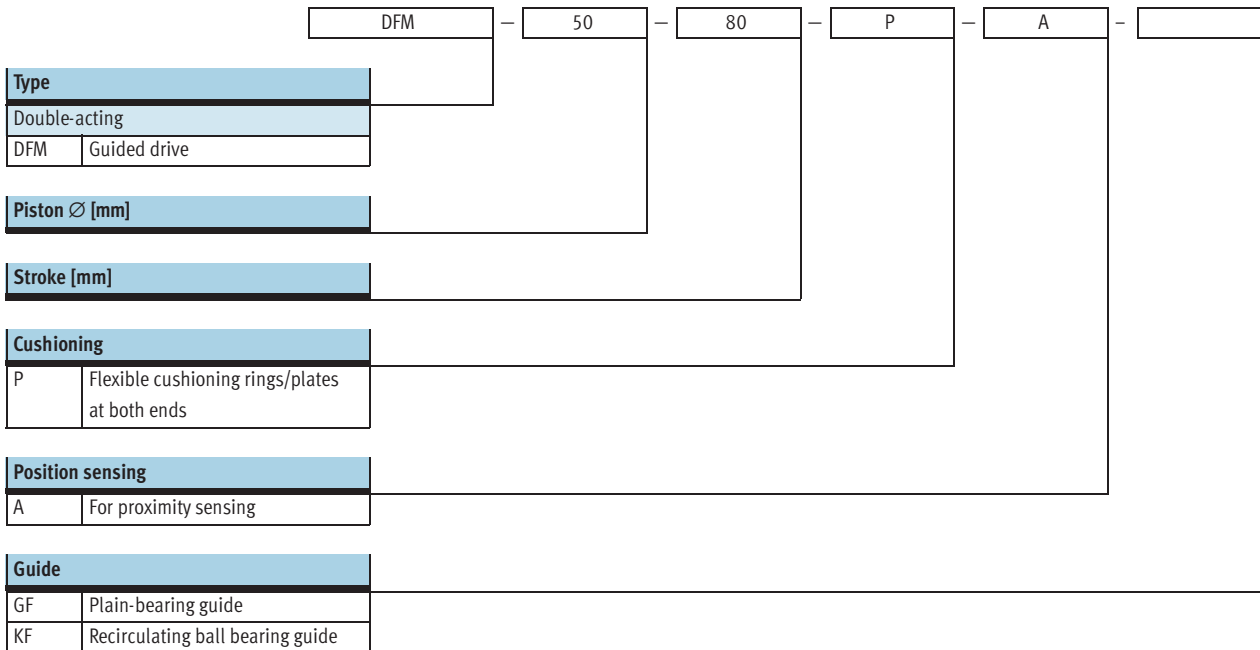 DFM – 50 – 80 – P – A –
Type
Double-acting
DFM Guided drive
Piston ∅ [mm]
Stroke [mm]
Cushioning
P Flexible cushioning rings/plates
at both ends
Position sensing
A For proximity sensing
Guide
GF Plain-bearing guide
KF Recirculating ball bearing guide